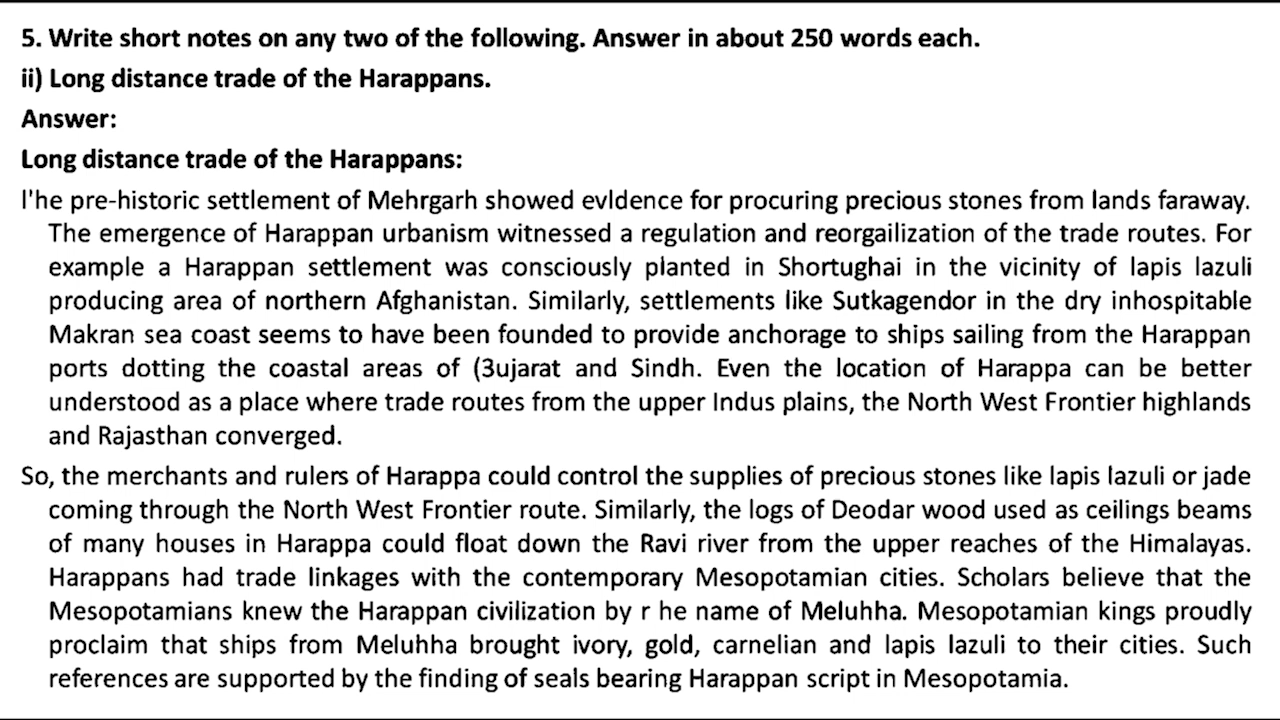 5. Write short notes on any two of the following. Answer in about 250 words each.
ii) Long distance trade of the Harappans.
Answer:
Long distance trade of the Harappans:
l'he pre-historic settlement of Mehrgarh showed evldence for procuring precious stones from lands faraway.
The emergence of Harappan urbanism witnessed a regulation and reorgailization of the trade routes. For
example a Harappan settlement was consciously planted in Shortughai in the vicinity of lapis lazuli
producing area of northern Afghanistan. Similarly, settlements like Sutkagendor in the dry inhospitable
Makran sea coast seems to have been founded to provide anchorage to ships sailing from the Harappan
ports dotting the coastal areas of (3ujarat and Sindh. Even the location of Harappa can be better
understood as a place where trade routes from the upper Indus plains, the North West Frontier highlands
and Rajasthan converged.
So, the merchants and rulers of Harappa could control the supplies of precious stones like lapis lazuli or jade
coming through the North West Frontier route. Similarly, the logs of Deodar wood used as ceilings beams
of many houses in Harappa could float down the Ravi river from the upper reaches of the Himalayas.
Harappans had trade linkages with the contemporary Mesopotamian cities. Scholars believe that the
Mesopotamians knew the Harappan civilization by r he name of Meluhha. Mesopotamian kings proudly
proclaim that ships from Meluhha brought ivory, gold, carnelian and lapis lazuli to their cities. Such
references are supported by the finding of seals bearing Harappan script in Mesopotamia.